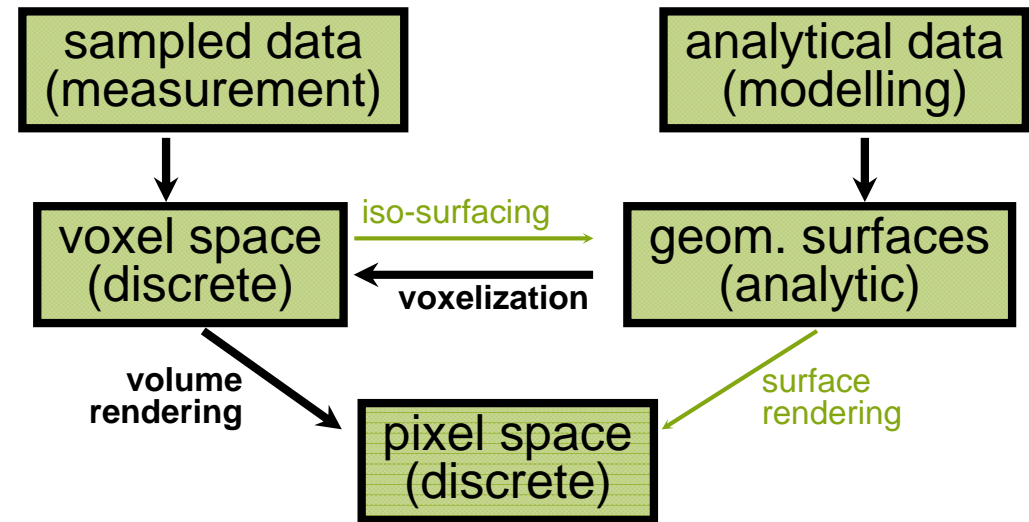 sampled data
(measurement)
analytical data
(modelling)
iso-surfacing
voxel space
(discrete)
geom. surfaces
(analytic)
voxelization
volume
rendering
surface
rendering
pixel space
(discrete)